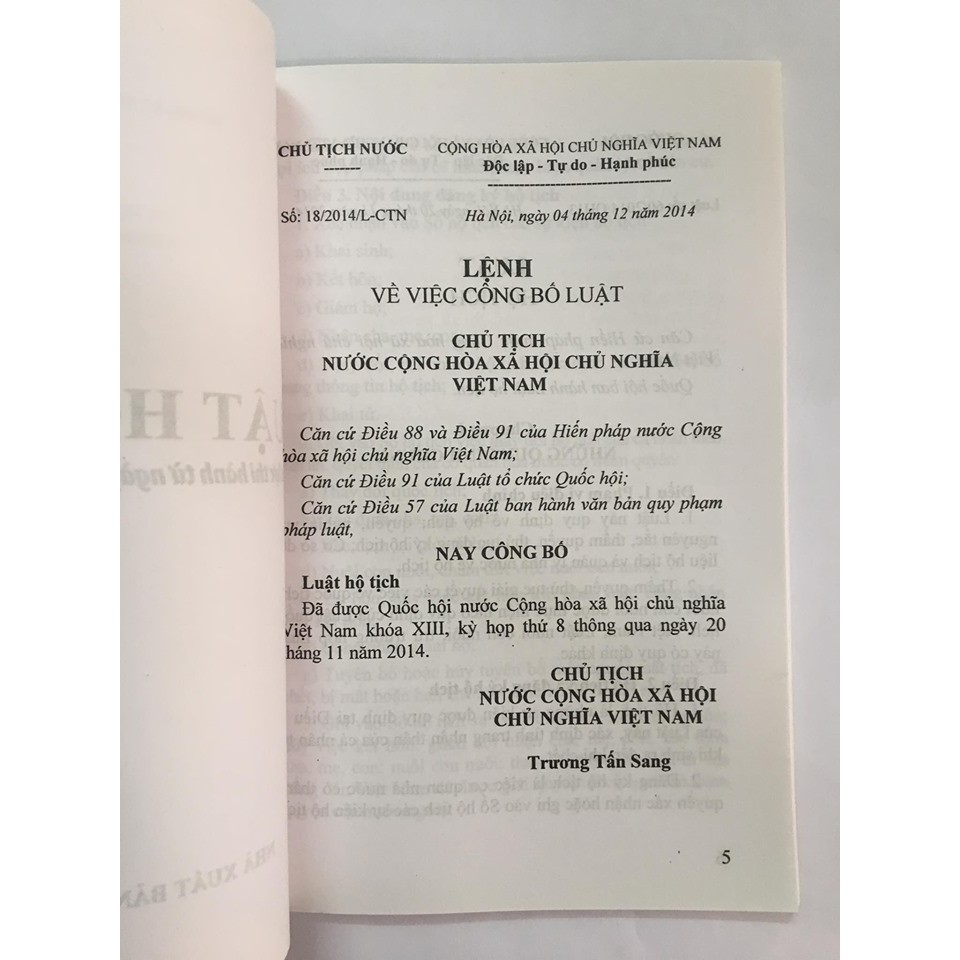 CHỦ TỊCH NƯỚC
-------
CỘNG HÒA XÃ HỘI CHỦ NGHĨA VIỆT NAM
Độc lập - Tự do - Hạnh phúc
-----------------------------------
Số: 18/2014/L-CTN
Hà Nội, ngày 04 tháng 12 năm 2014
LỆNH
VỀ VIỆC CÔNG BỐ LUẬT
CHỦ TỊCH
NƯỚC CỘNG HÒA XÃ HỘI CHỦ NGHĨA
VIỆT NAM
Căn cứ Điều 88 và Điều 91 của Hiến pháp nước Cộng
hòa xã hội chủ nghĩa Việt Nam;
Căn cứ Điều 91 của Luật tổ chức Quốc hội;
Căn cứ Điều 57 của Luật ban hành văn bản quy phạm
pháp luật,
NAY CÔNG BỐ
Luật hộ tịch
Đã được Quốc hội nước Cộng hòa xã hội chủ nghĩa
Việt Nam khóa XIII, kỳ họp thứ 8 thông qua ngày 20
tháng 11 năm 2014.
CHỦ TỊCH
NƯỚC CỘNG HÒA XÃ HỘI
CHỦ NGHĨA VIỆT NAM
Trương Tấn Sang
5